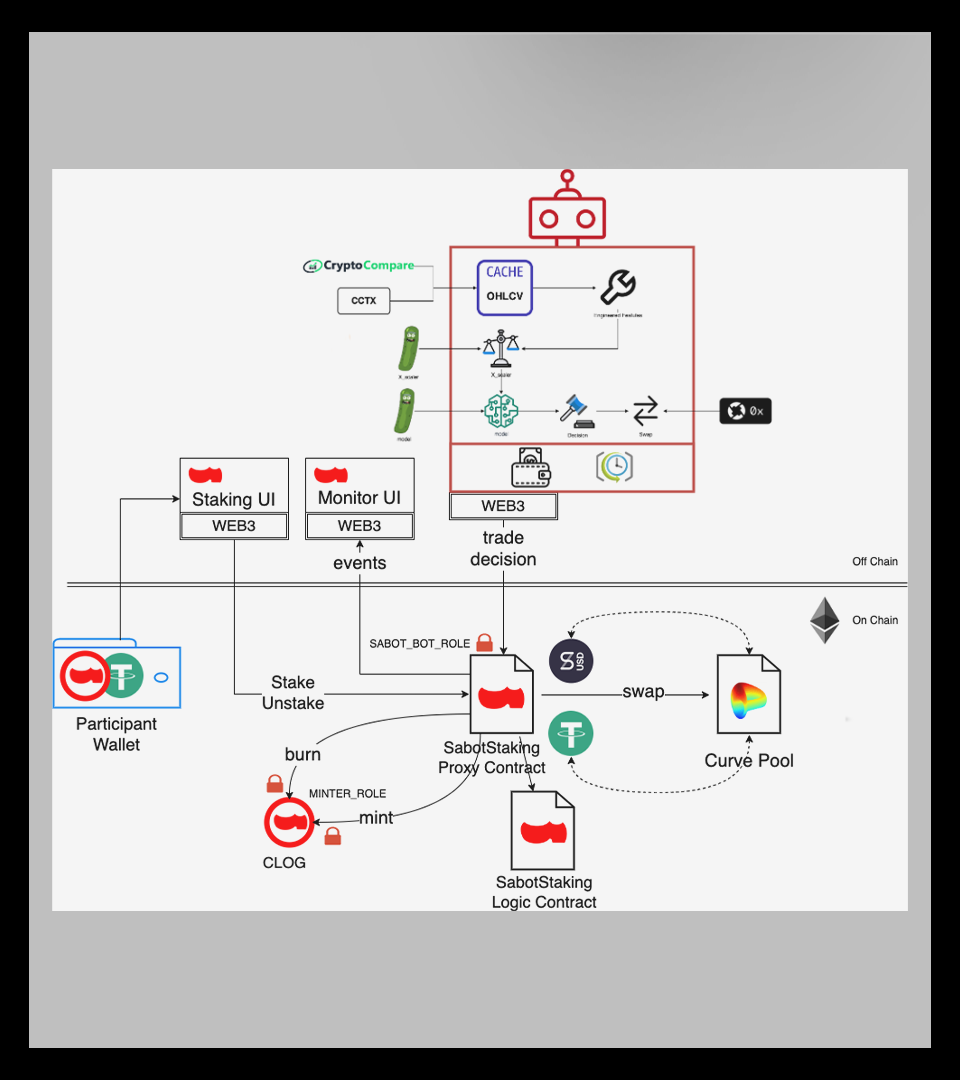 CryptoCompare
CCTX
CACHE
OHLCV
Engineered Features
X_scaler
X_scaler
model
model
Decision
Swap
0x
Staking UI
WEB3
Monitor UI
WEB3
WEB3
trade
decision
events
Off Chain
On Chain
SABOT_BOT_ROLE
S
USD
Stake
Unstake
swap
Participant
Wallet
burn
SabotStaking
Proxy Contract
Curve Pool
MINTER_ROLE
mint
CLOG
SabotStaking
Logic Contract